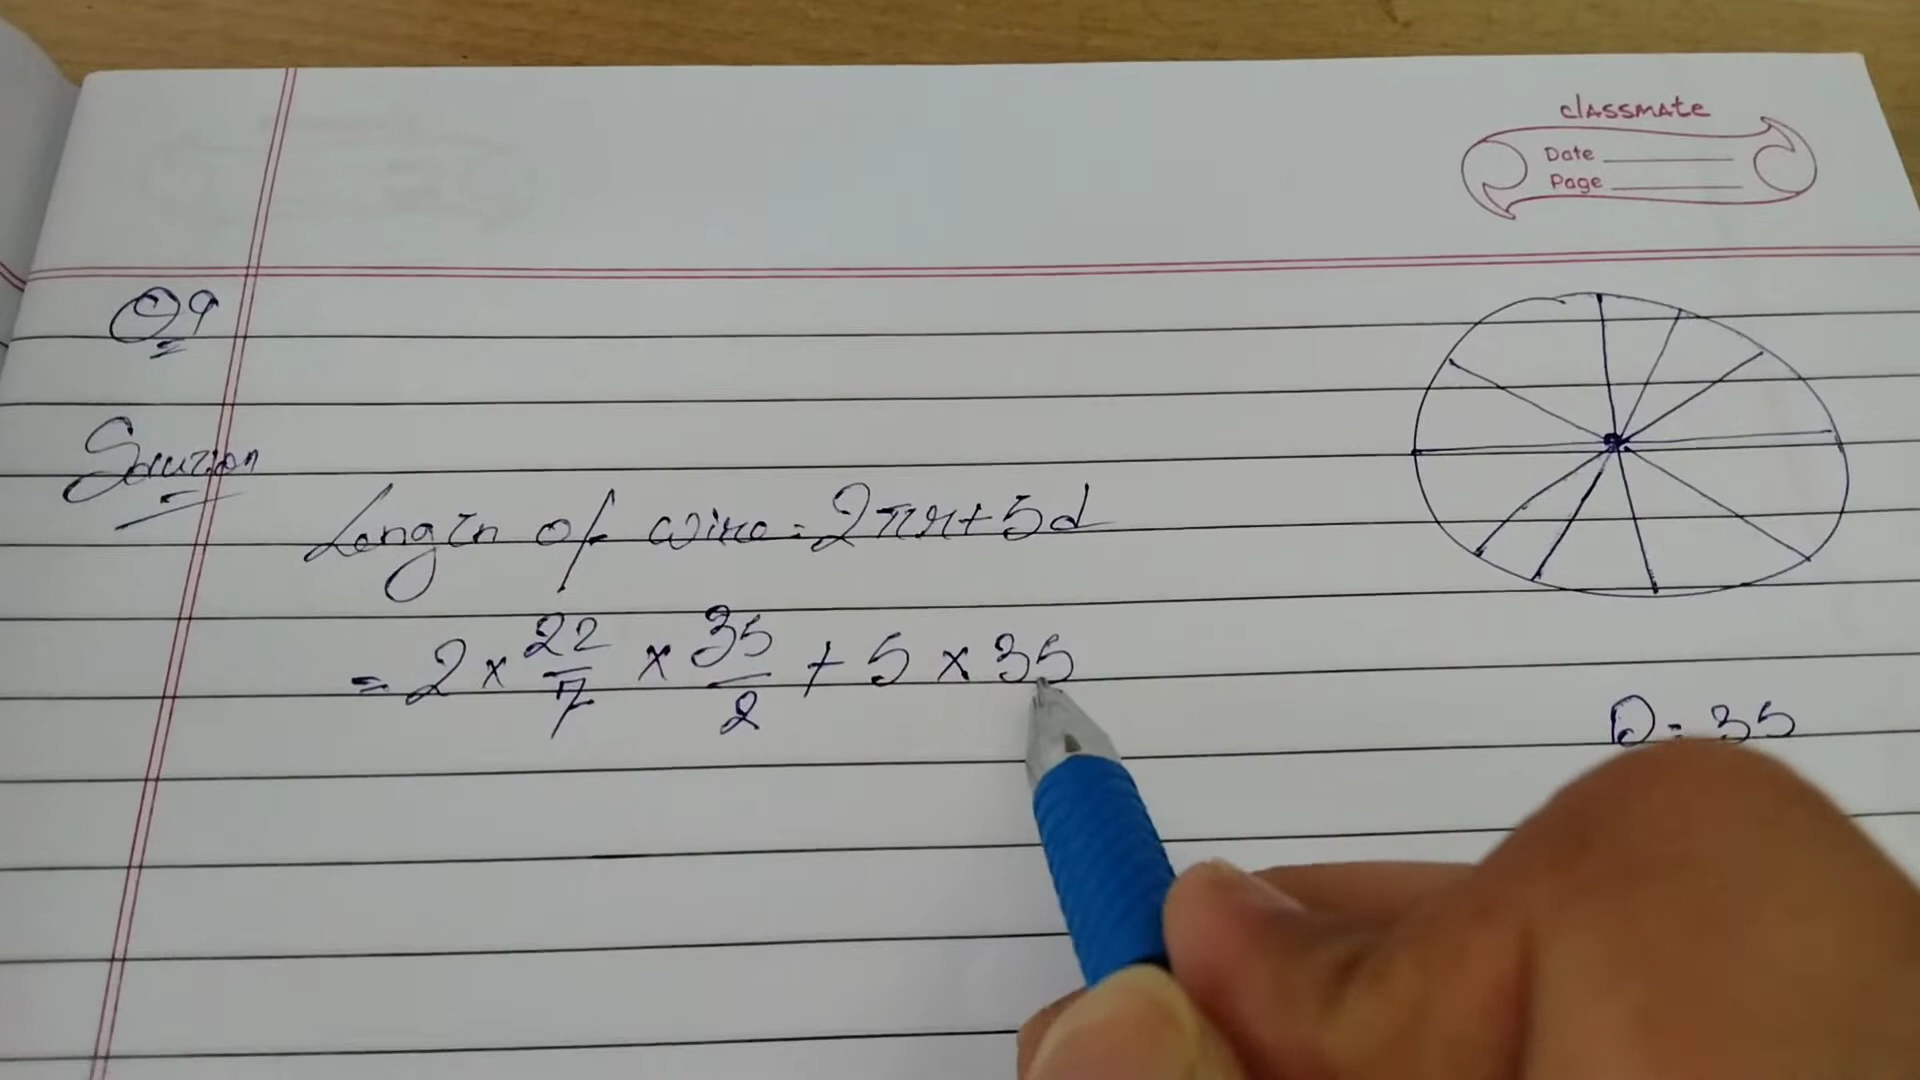 classmate
Date
Page
Q9
Solution
Length of wire = 2πr + 5d
= 2 × 22/7 × 35/2 + 5 × 35
D = 35